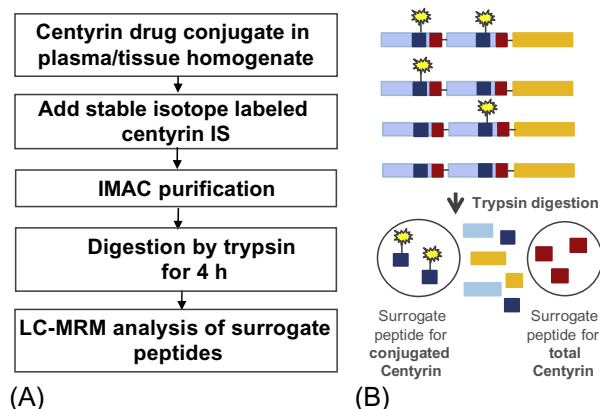 Centyrin drug conjugate in
plasma/tissue homogenate
Add stable isotope labeled
centyrin IS
IMAC purification
Digestion by trypsin
for 4 h
LC-MRM analysis of surrogate
peptides
(A)
Trypsin digestion
Surrogate
peptide for
conjugated
Centyrin
Surrogate
peptide for
total
Centyrin
(B)